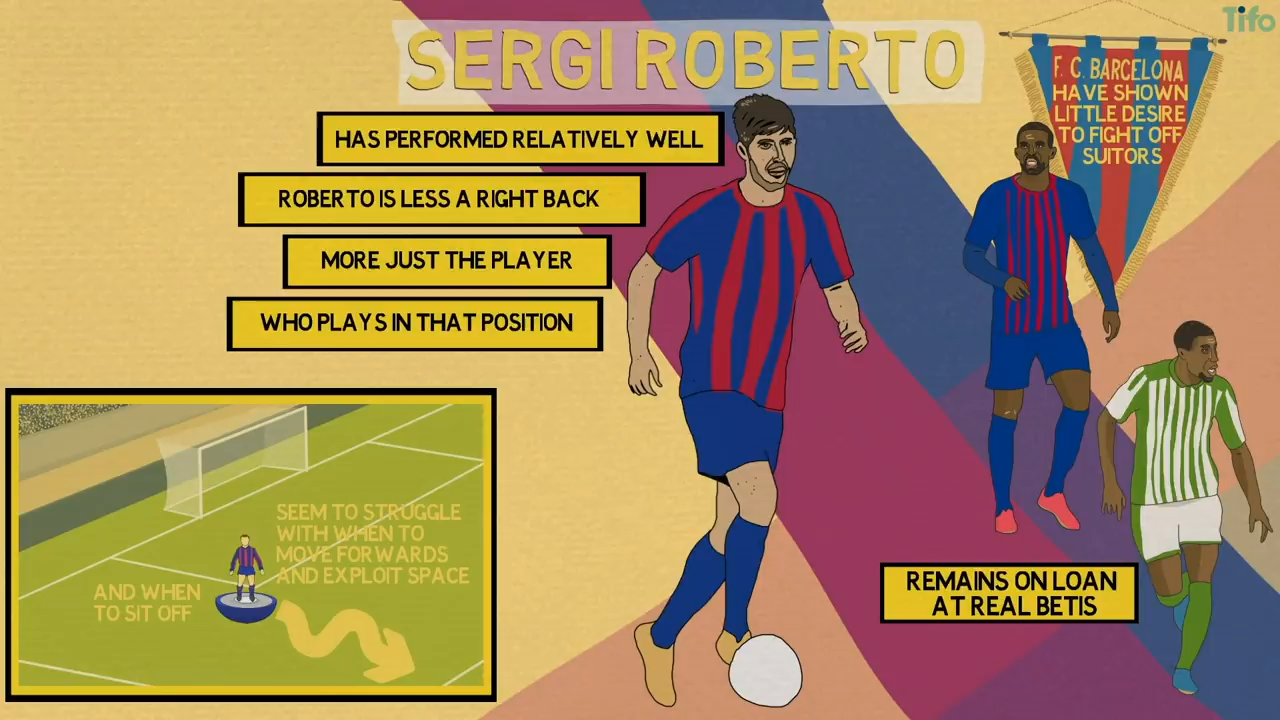 SERGI ROBERTO
Tifo
F. C. BARCELONA
HAVE SHOWN
LITTLE DESIRE
TO FIGHT OFF
SUITORS
HAS PERFORMED RELATIVELY WELL
ROBERTO IS LESS A RIGHT BACK
MORE JUST THE PLAYER
WHO PLAYS IN THAT POSITION
SEEM TO STRUGGLE
WITH WHEN TO
MOVE FORWARDS
AND EXPLOIT SPACE
AND WHEN
TO SIT OFF
REMAINS ON LOAN
AT REAL BETIS